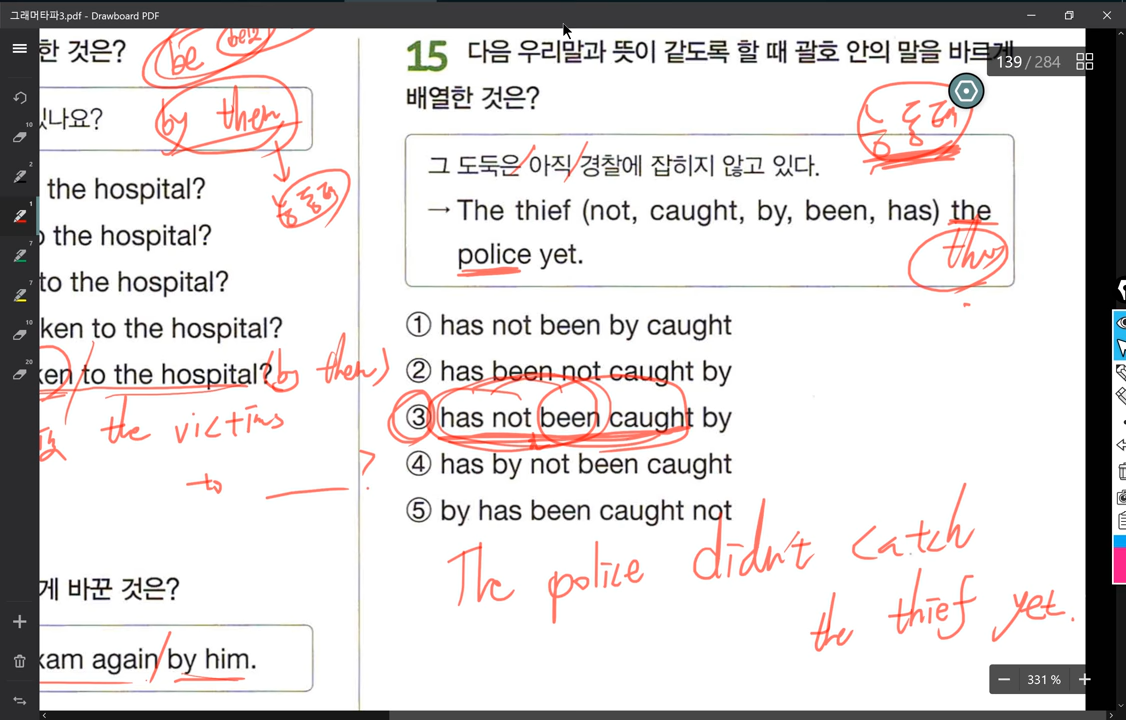 그래머타파3.pdf - Drawboard PDF
139 / 284
한 것은?
be
by them
있나요?
the hospital?
to the hospital?
to the hospital?
ken to the hospital?
ken to the hospital? (by them)
the victims
to ?
게 바꾼 것은?
xam again by him.
15 다음 우리말과 뜻이 같도록 할 때 괄호 안의 말을 바르게
배열한 것은?
그 도둑은 아직 경찰에 잡히지 않고 있다.
→ The thief (not, caught, by, been, has) the
police yet.
① has not been by caught
② has been not caught by
③ has not been caught by
④ has by not been caught
⑤ by has been caught not
The police didn't catch
the thief yet.
331 %